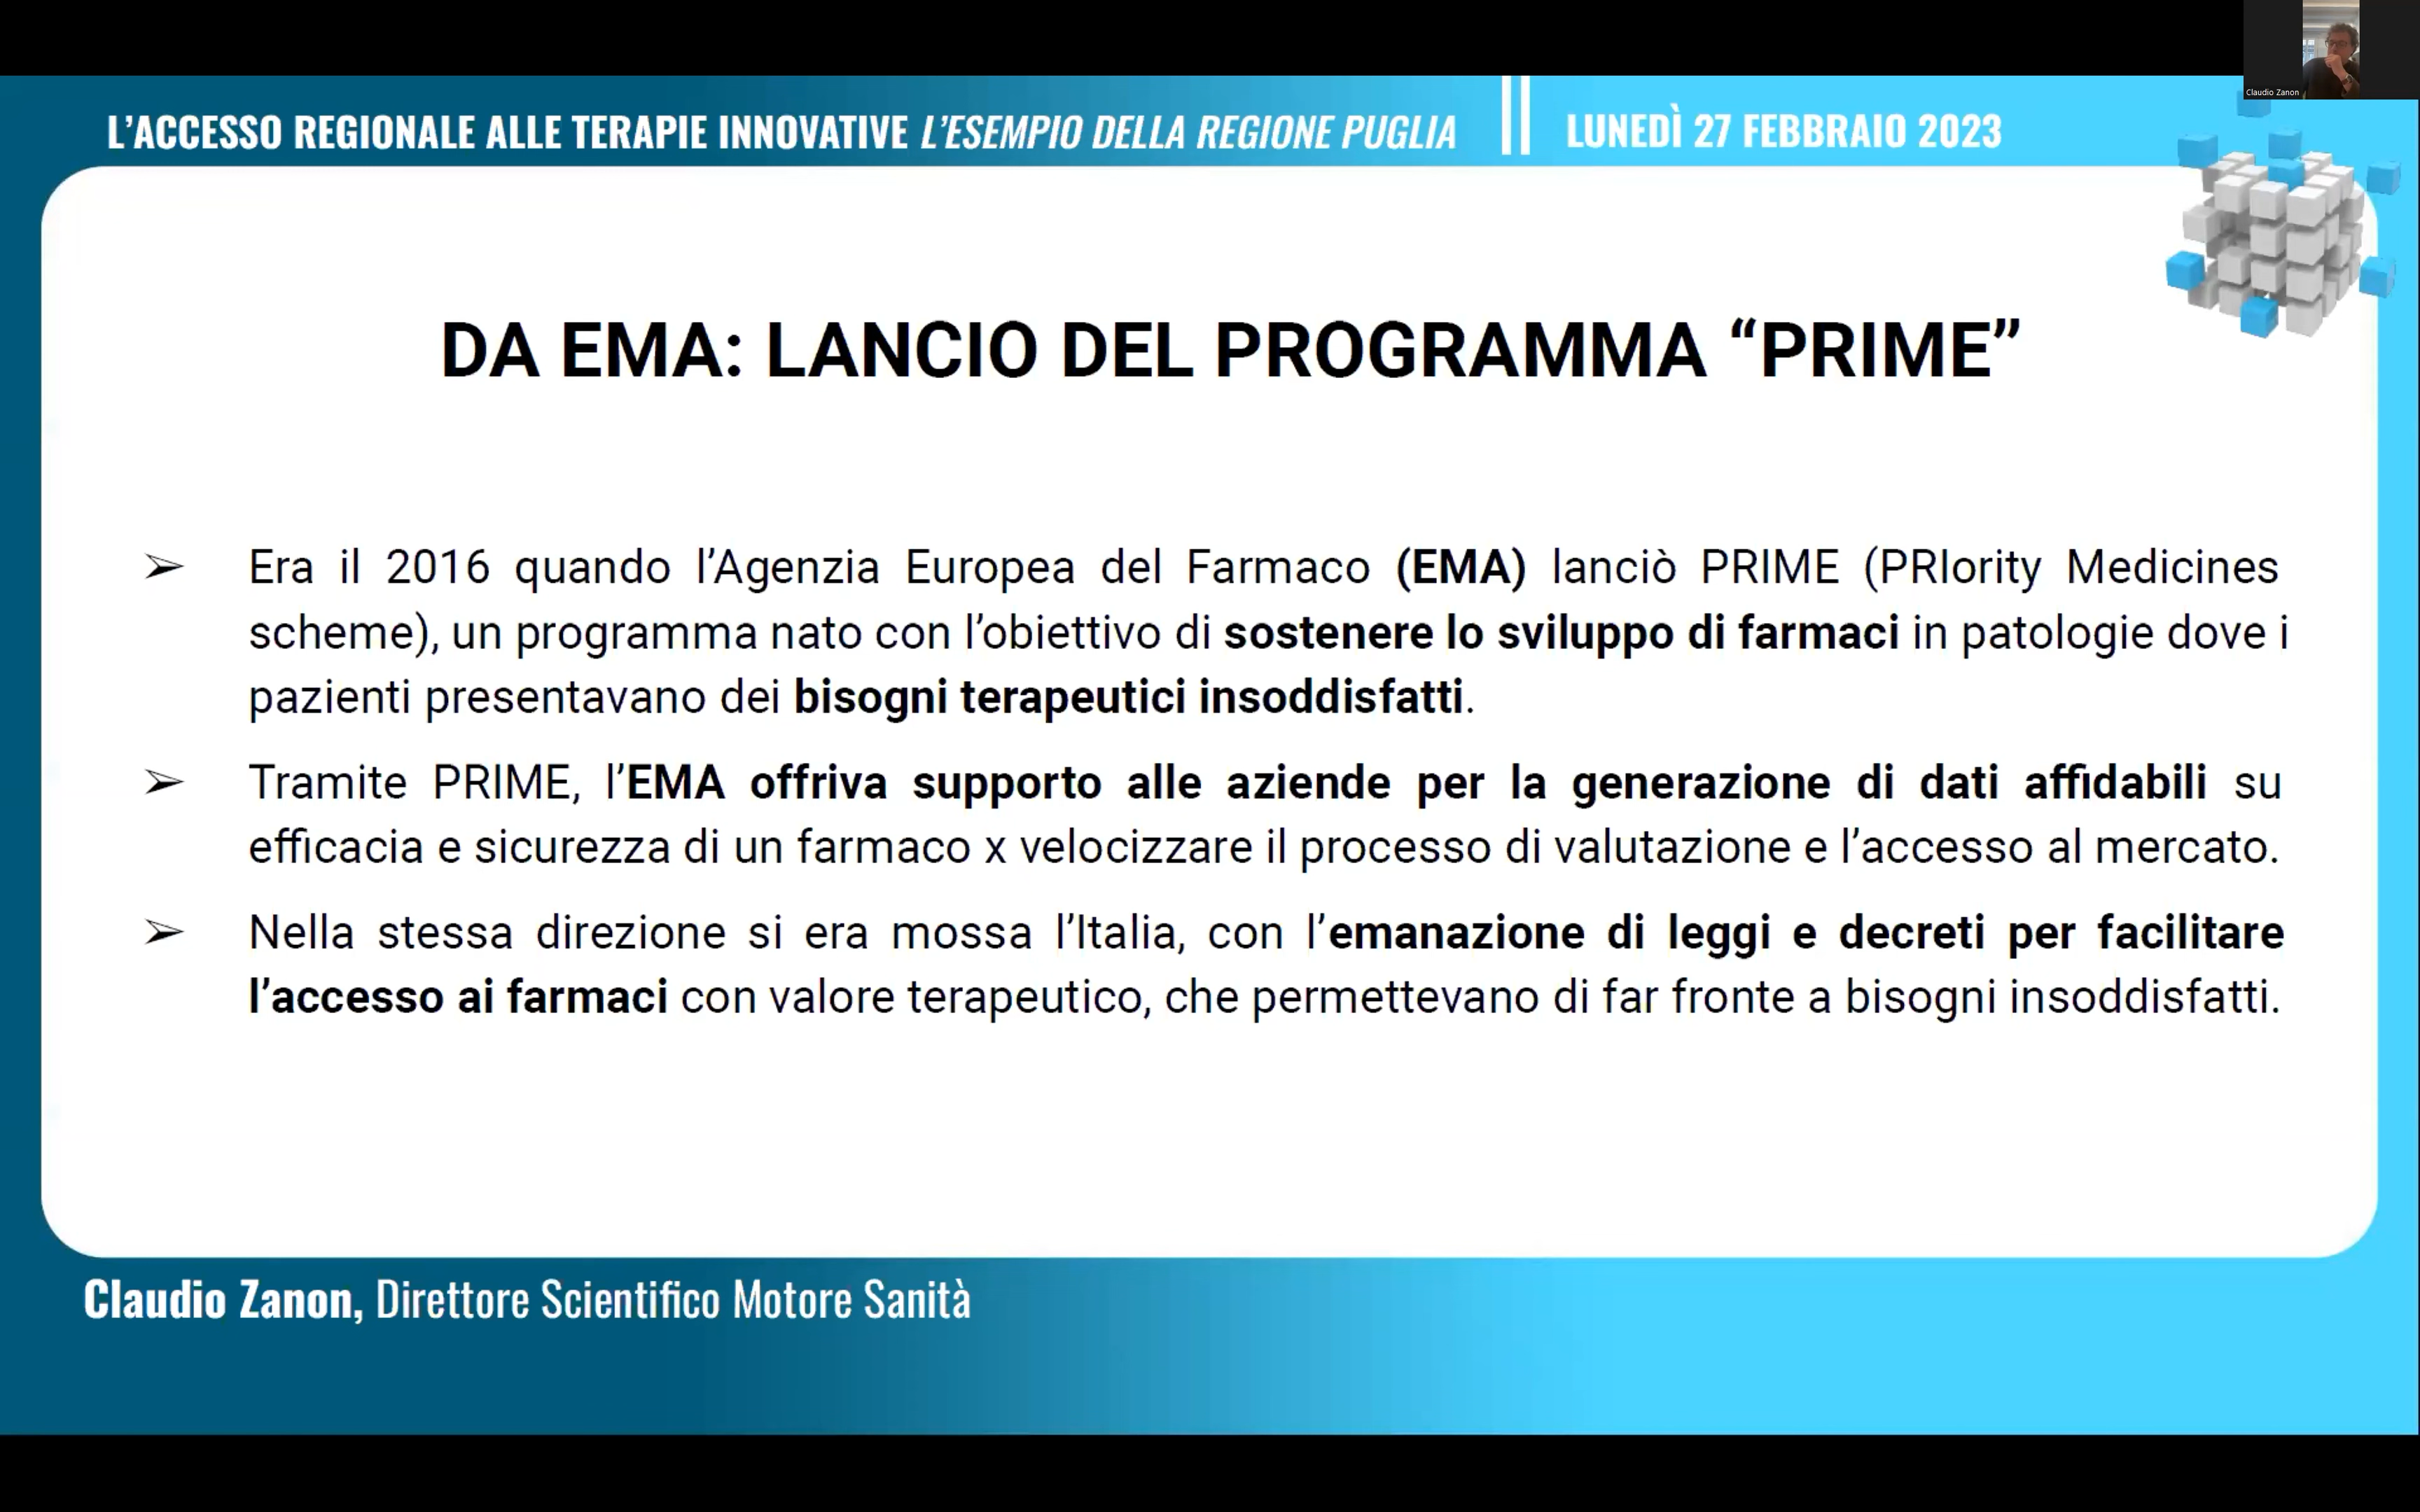 Claudio Zanon
L’ACCESSO REGIONALE ALLE TERAPIE INNOVATIVE L’ESEMPIO DELLA REGIONE PUGLIA
LUNEDÌ 27 FEBBRAIO 2023
DA EMA: LANCIO DEL PROGRAMMA “PRIME”
➢ Era il 2016 quando l’Agenzia Europea del Farmaco (EMA) lanciò PRIME (PRIority Medicines
scheme), un programma nato con l’obiettivo di sostenere lo sviluppo di farmaci in patologie dove i
pazienti presentavano dei bisogni terapeutici insoddisfatti.
➢ Tramite PRIME, l’EMA offriva supporto alle aziende per la generazione di dati affidabili su
efficacia e sicurezza di un farmaco x velocizzare il processo di valutazione e l’accesso al mercato.
➢ Nella stessa direzione si era mossa l’Italia, con l’emanazione di leggi e decreti per facilitare
l’accesso ai farmaci con valore terapeutico, che permettevano di far fronte a bisogni insoddisfatti.
Claudio Zanon, Direttore Scientifico Motore Sanità